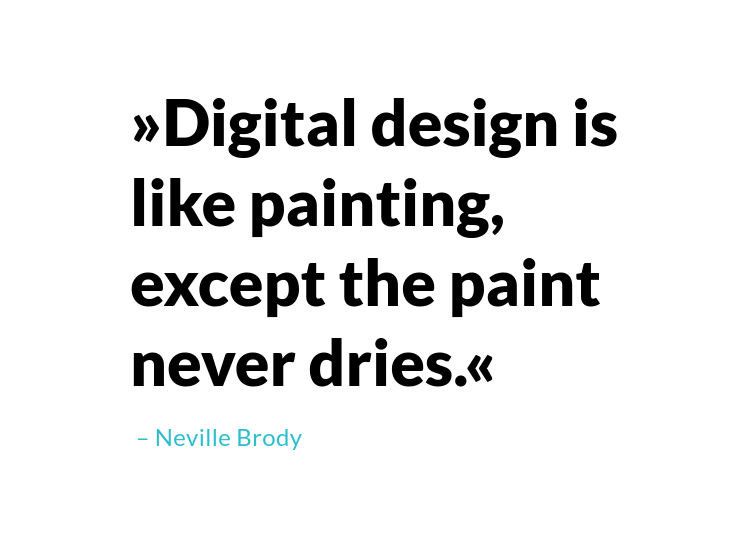 »Digital design is
like painting,
except the paint
never dries.«
– Neville Brody